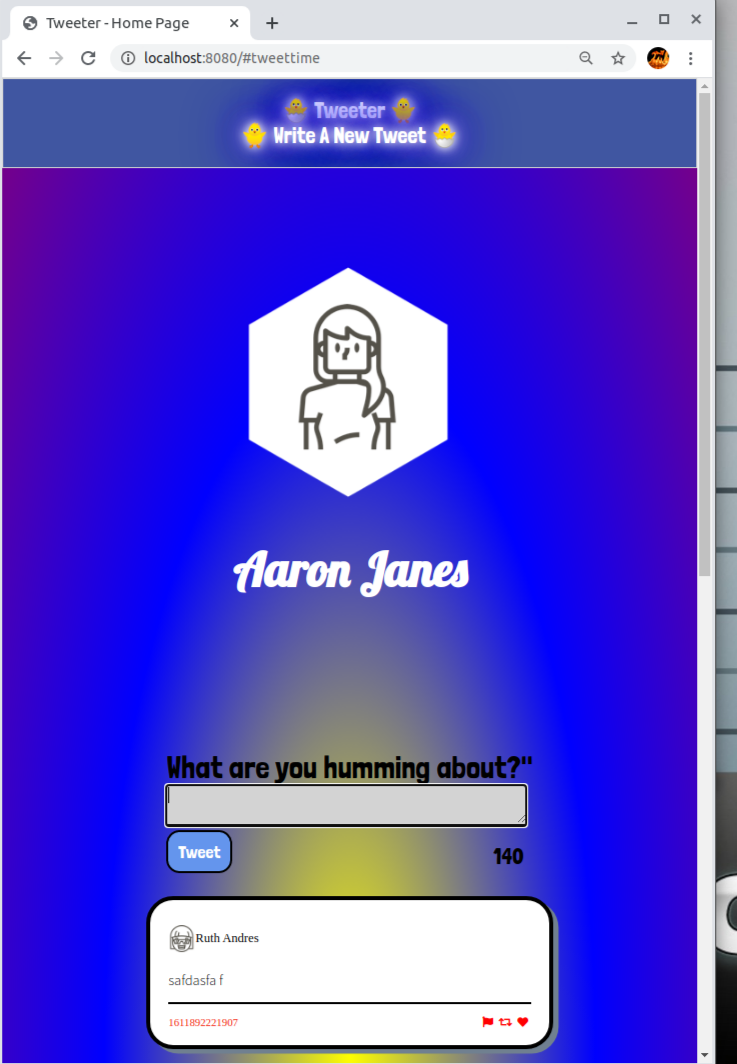 Tweeter - Home Page
localhost:8080/#tweettime
Tweeter
Write A New Tweet
Aaron Janes
What are you humming about?"
Tweet
140
Ruth Andres
safdasfa f
1611892221907